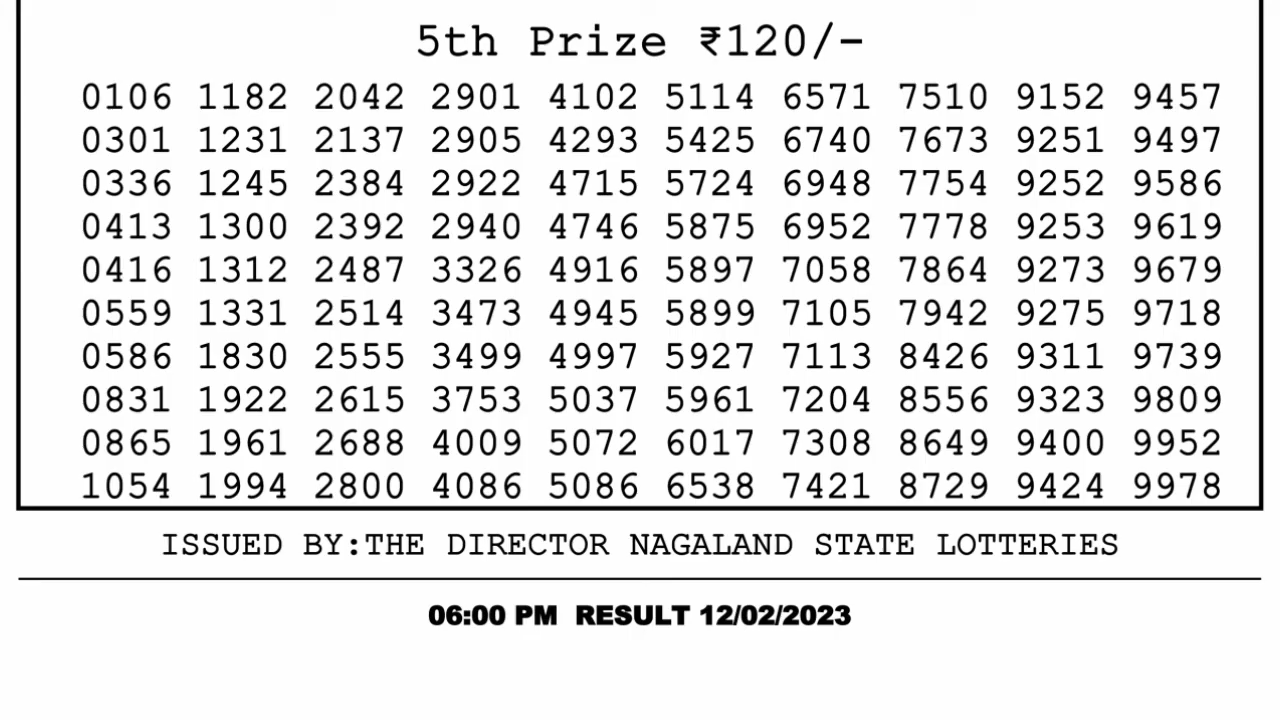 5th Prize ₹120/-
0106 1182 2042 2901 4102 5114 6571 7510 9152 9457
0301 1231 2137 2905 4293 5425 6740 7673 9251 9497
0336 1245 2384 2922 4715 5724 6948 7754 9252 9586
0413 1300 2392 2940 4746 5875 6952 7778 9253 9619
0416 1312 2487 3326 4916 5897 7058 7864 9273 9679
0559 1331 2514 3473 4945 5899 7105 7942 9275 9718
0586 1830 2555 3499 4997 5927 7113 8426 9311 9739
0831 1922 2615 3753 5037 5961 7204 8556 9323 9809
0865 1961 2688 4009 5072 6017 7308 8649 9400 9952
1054 1994 2800 4086 5086 6538 7421 8729 9424 9978
ISSUED BY:THE DIRECTOR NAGALAND STATE LOTTERIES
06:00 PM RESULT 12/02/2023